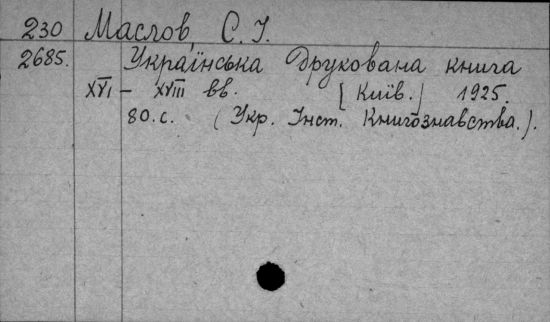 230 Маслов, С. І.
2685. Українська Друкована книга
XVI – XVIII вв. [Київ.] 1925.
80. с. (Укр. Інст. Книгознавства.).